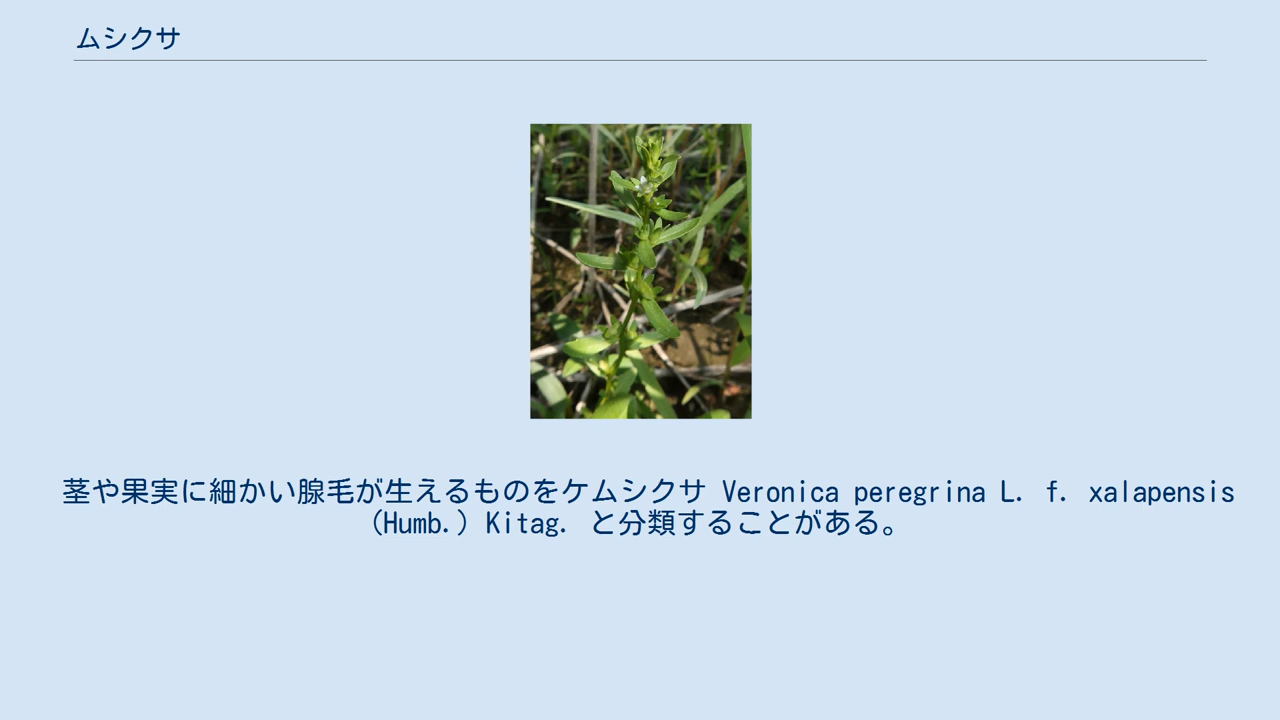 ムシクサ
茎や果実に細かい腺毛が生えるものをケムシクサ Veronica peregrina L. f. xalapensis
(Humb.) Kitag. と分類することがある。